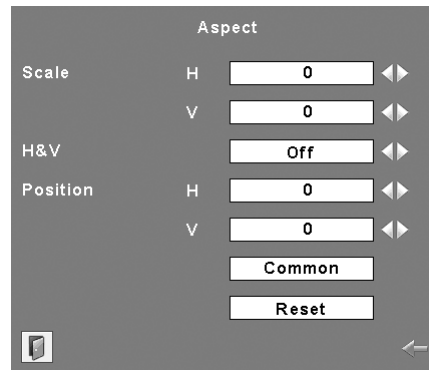 Aspect
Scale H 0
V 0
H&V Off
Position H 0
V 0
Common
Reset